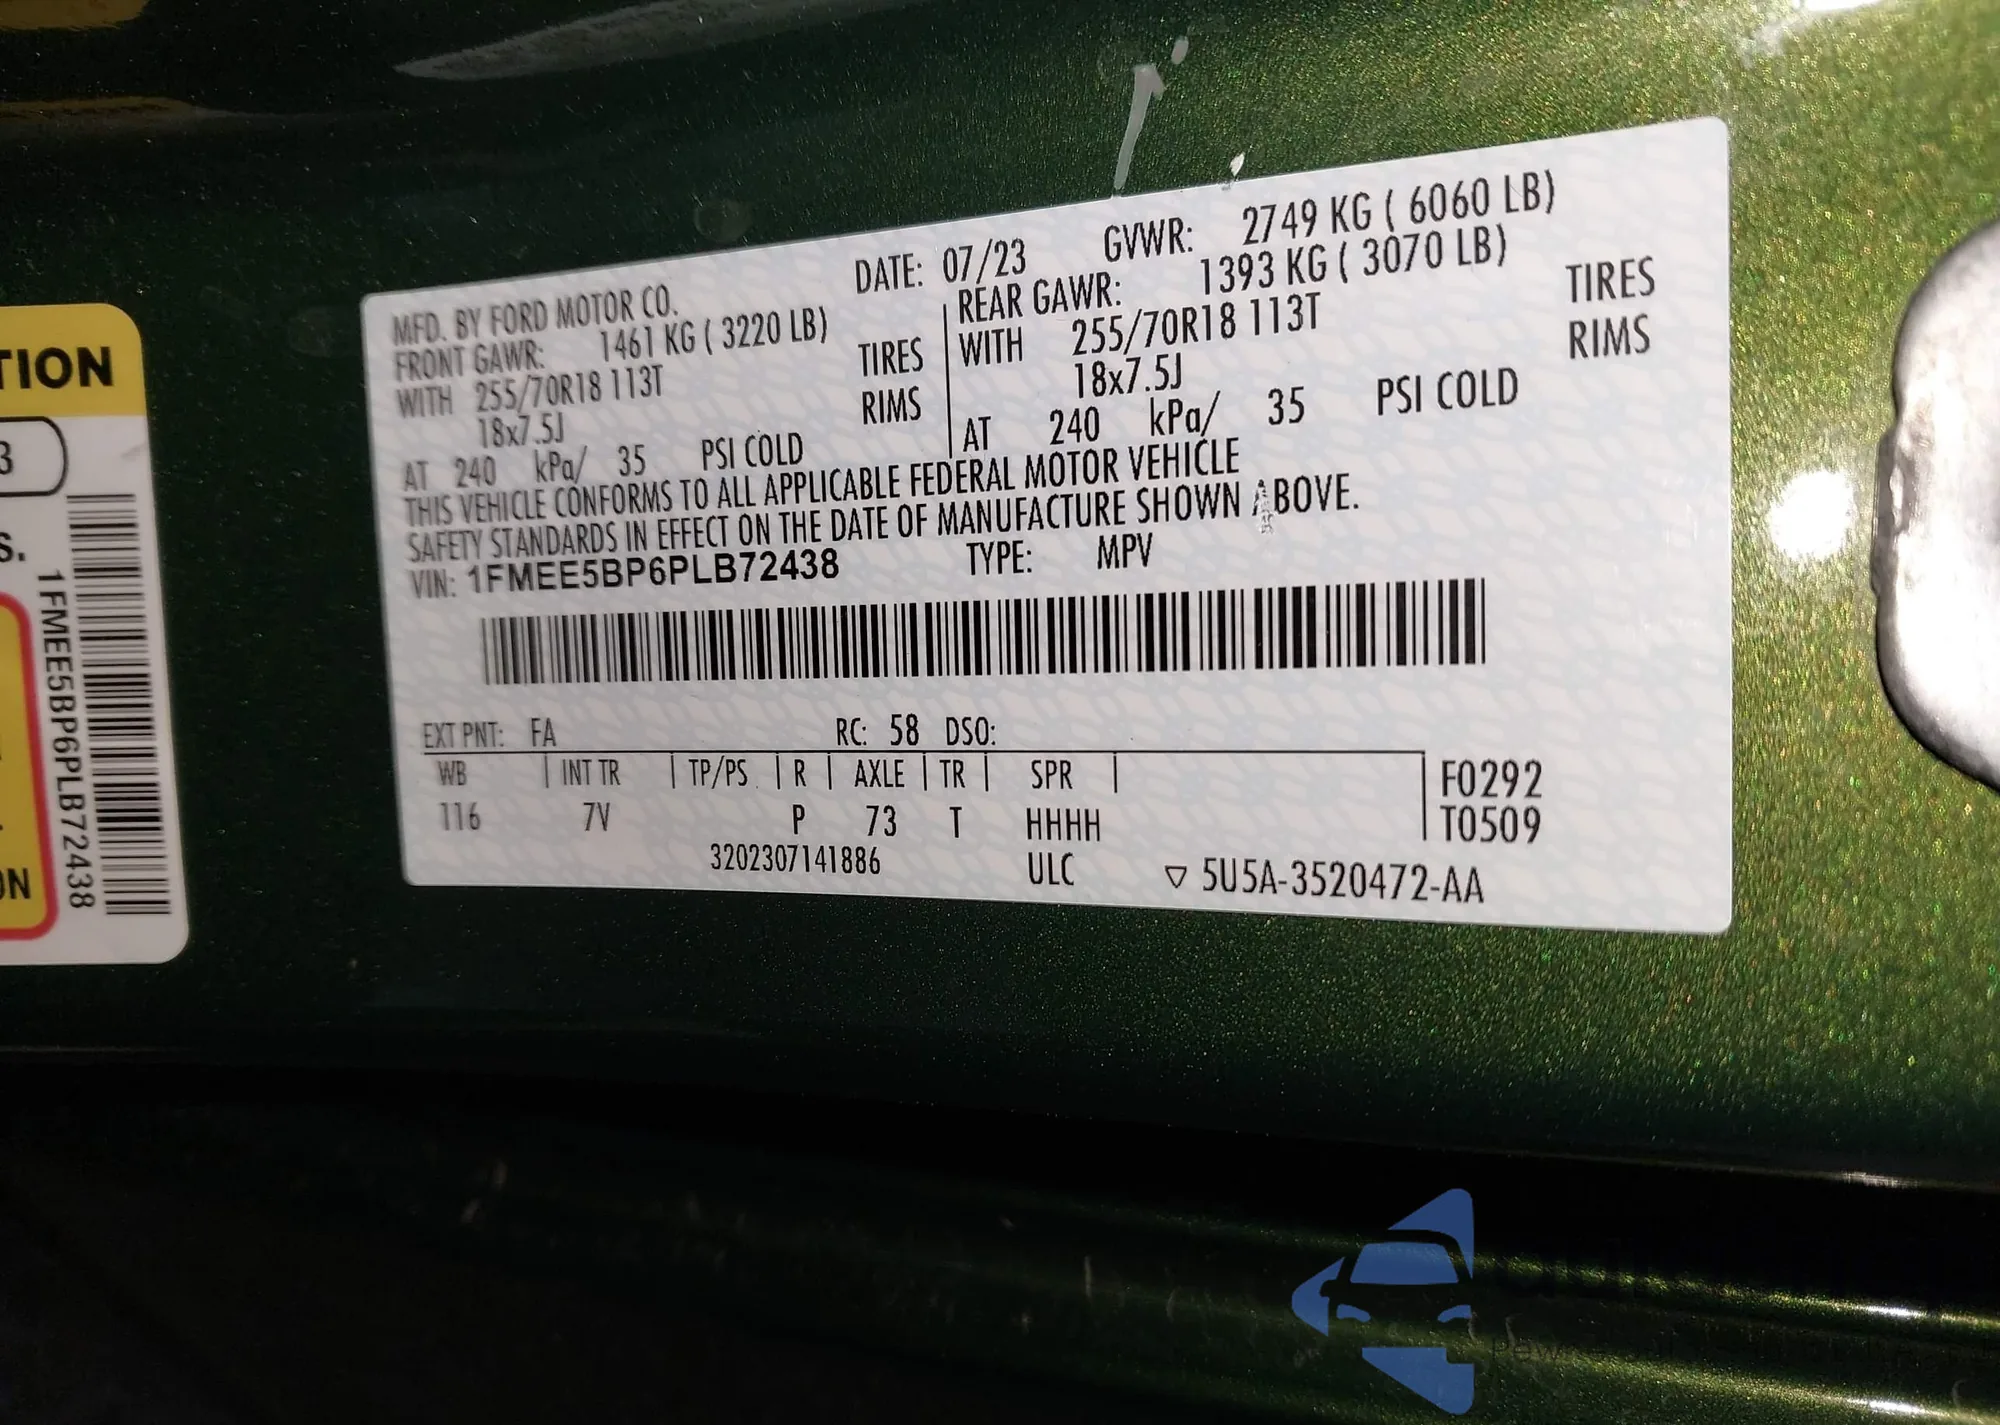 TION
3
S.
1FMEE5BP6PLB72438
ON
DATE: 07/23 GVWR: 2749 KG ( 6060 LB)
MFD. BY FORD MOTOR CO.
FRONT GAWR: 1461 KG ( 3220 LB)
WITH 255/70R18 113T TIRES
18x7.5J RIMS
AT 240 kPa/ 35 PSI COLD
REAR GAWR: 1393 KG ( 3070 LB)
WITH 255/70R18 113T TIRES
18x7.5J RIMS
AT 240 kPa/ 35 PSI COLD
THIS VEHICLE CONFORMS TO ALL APPLICABLE FEDERAL MOTOR VEHICLE
SAFETY STANDARDS IN EFFECT ON THE DATE OF MANUFACTURE SHOWN ABOVE.
VIN: 1FMEE5BP6PLB72438 TYPE: MPV
EXT PNT: FA RC: 58 DSO:
WB INT TR TP/PS R AXLE TR SPR
116 7V P 73 T HHHH
F0292
T0509
3202307141886 ULC ▽ 5U5A-3520472-AA